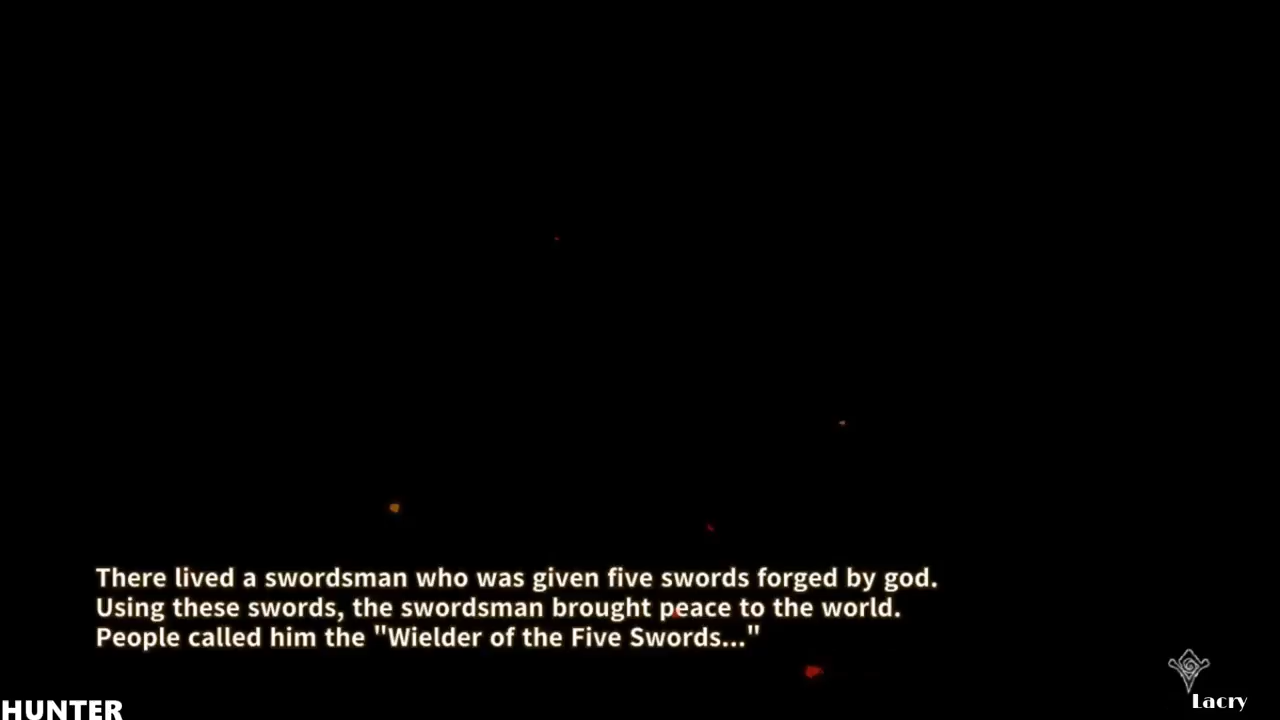 There lived a swordsman who was given five swords forged by god.
Using these swords, the swordsman brought peace to the world.
People called him the "Wielder of the Five Swords..."
HUNTER
Lacry